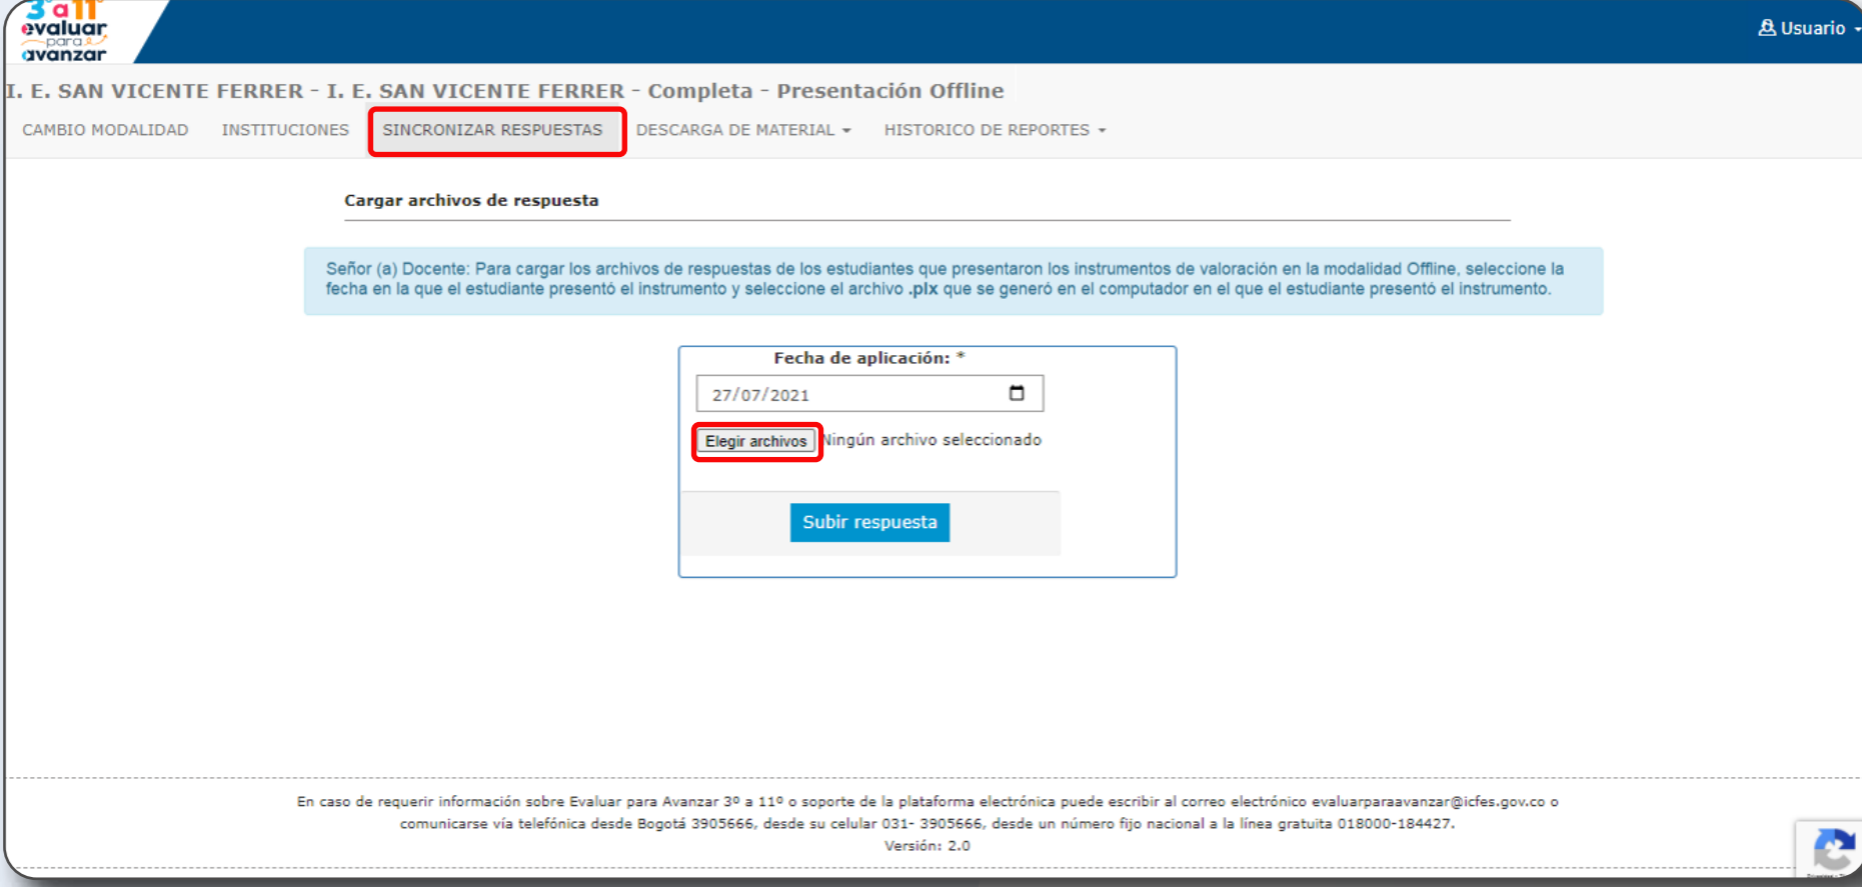 3° a 11°
evaluar
para
avanzar
Usuario
I. E. SAN VICENTE FERRER - I. E. SAN VICENTE FERRER - Completa - Presentación Offline
CAMBIO MODALIDAD INSTITUCIONES SINCRONIZAR RESPUESTAS DESCARGA DE MATERIAL HISTORICO DE REPORTES
Cargar archivos de respuesta
Señor (a) Docente: Para cargar los archivos de respuestas de los estudiantes que presentaron los instrumentos de valoración en la modalidad Offline, seleccione la
fecha en la que el estudiante presentó el instrumento y seleccione el archivo .plx que se generó en el computador en el que el estudiante presentó el instrumento.
Fecha de aplicación: *
27/07/2021
Elegir archivos Ningún archivo seleccionado
Subir respuesta
En caso de requerir información sobre Evaluar para Avanzar 3º a 11º o soporte de la plataforma electrónica puede escribir al correo electrónico evaluarparaavanzar@icfes.gov.co o
comunicarse vía telefónica desde Bogotá 3905666, desde su celular 031- 3905666, desde un número fijo nacional a la línea gratuita 018000-184427.
Versión: 2.0